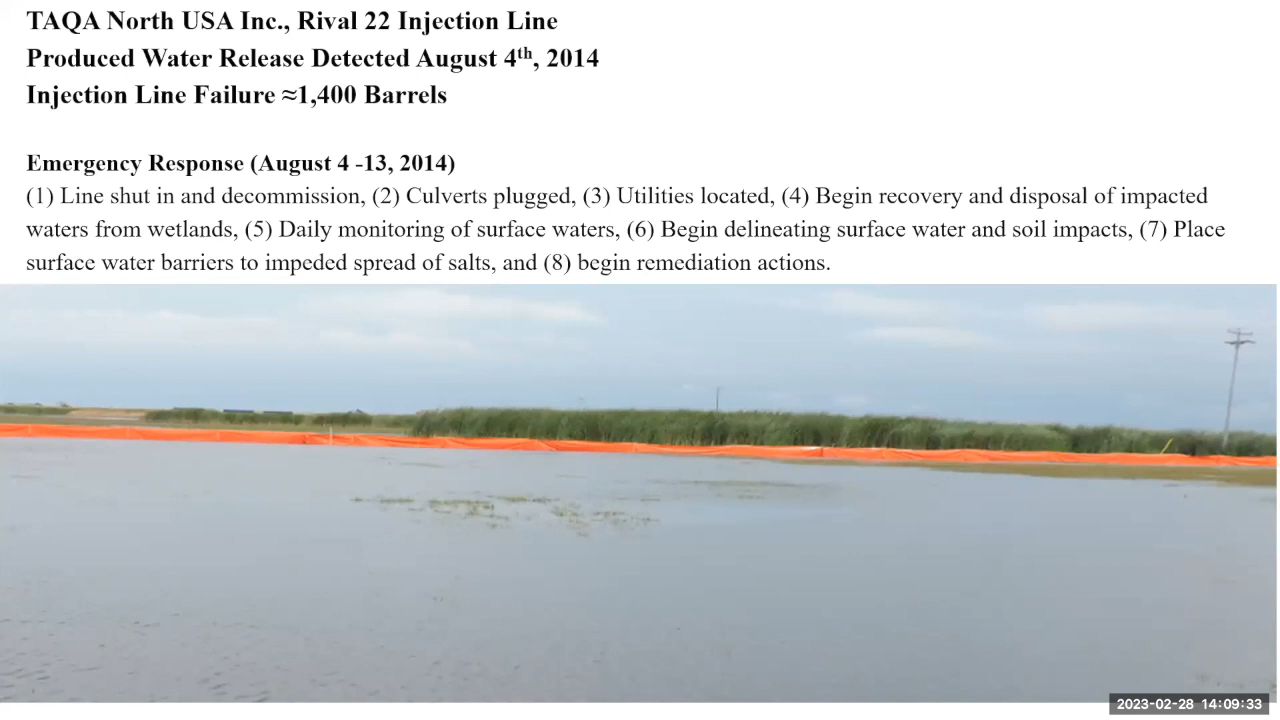 TAQA North USA Inc., Rival 22 Injection Line
Produced Water Release Detected August 4th, 2014
Injection Line Failure ≈1,400 Barrels
Emergency Response (August 4 -13, 2014)
(1) Line shut in and decommission, (2) Culverts plugged, (3) Utilities located, (4) Begin recovery and disposal of impacted
waters from wetlands, (5) Daily monitoring of surface waters, (6) Begin delineating surface water and soil impacts, (7) Place
surface water barriers to impeded spread of salts, and (8) begin remediation actions.
2023-02-28 14:09:33